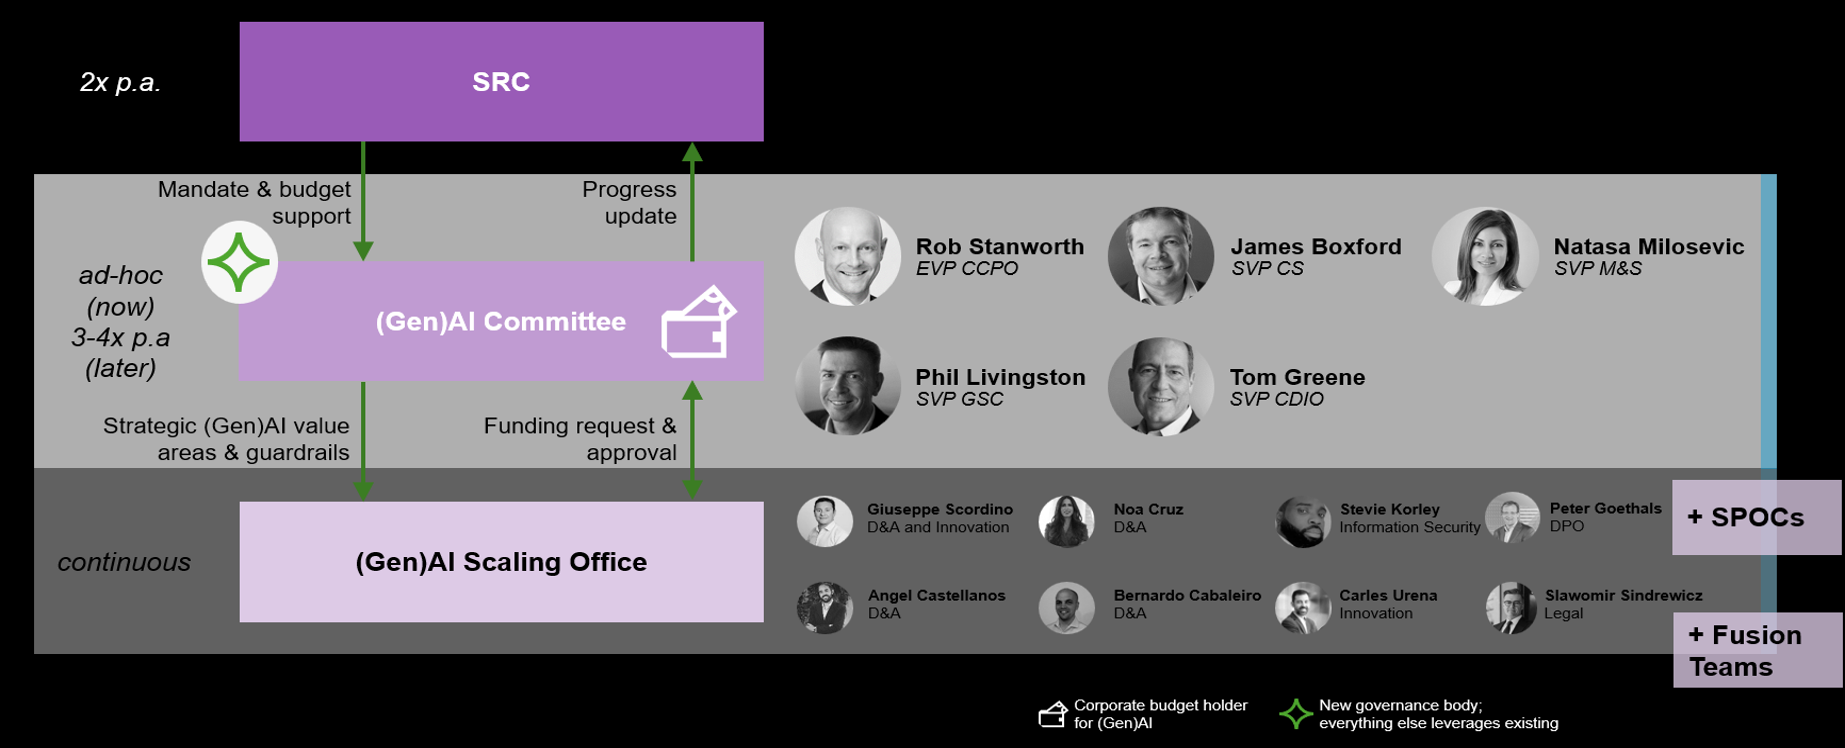 2x p.a.
SRC
Mandate & budget
support
Progress
update
ad-hoc
(now)
3-4x p.a
(later)
(Gen)AI Committee
Rob Stanworth
EVP CCPO
James Boxford
SVP CS
Natasa Milosevic
SVP M&S
Phil Livingston
SVP GSC
Tom Greene
SVP CDIO
Strategic (Gen)AI value
areas & guardrails
Funding request &
approval
continuous
(Gen)AI Scaling Office
Giuseppe Scordino
D&A and Innovation
Noa Cruz
D&A
Stevie Korley
Information Security
Peter Goethals
DPO
+ SPOCs
Angel Castellanos
D&A
Bernardo Cabaleiro
D&A
Carles Urena
Innovation
Slawomir Sindrewicz
Legal
+ Fusion
Teams
Corporate budget holder
for (Gen)AI
New governance body;
everything else leverages existing